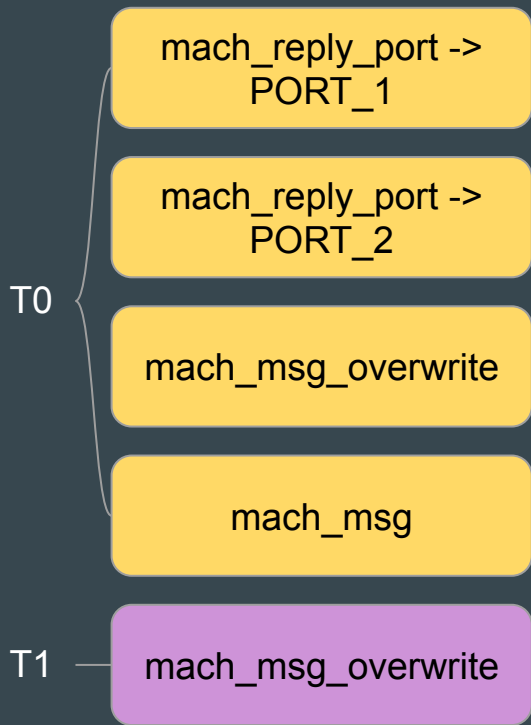 mach_reply_port ->
PORT_1
mach_reply_port ->
PORT_2
T0
mach_msg_overwrite
mach_msg
T1
mach_msg_overwrite